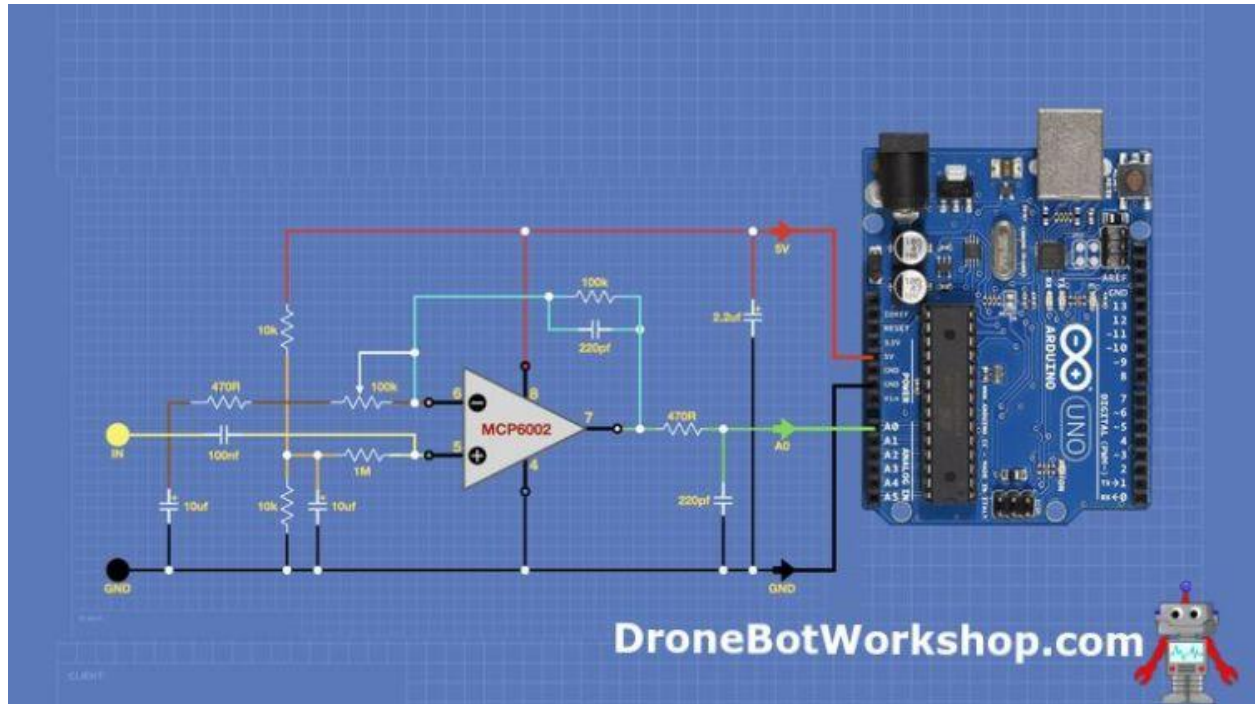 5V
100k
10k
220pf
2.2uf
470R
100k
6
8
MCP6002
7
470R
A0
IN
100nf
5
1M
4
10uf
10k
10uf
220pf
GND
GND
RESET
3.3V
5V
GND
GND
Vin
POWER
A0
A1
A2
A3
A4
A5
ANALOG IN
AREF
GND
13
12
~11
~10
~9
8
7
~6
~5
4
~3
2
TX→1
RX←0
DIGITAL (PWM~)
ARDUINO
UNO
ICSP
DroneBotWorkshop.com
CLIENT